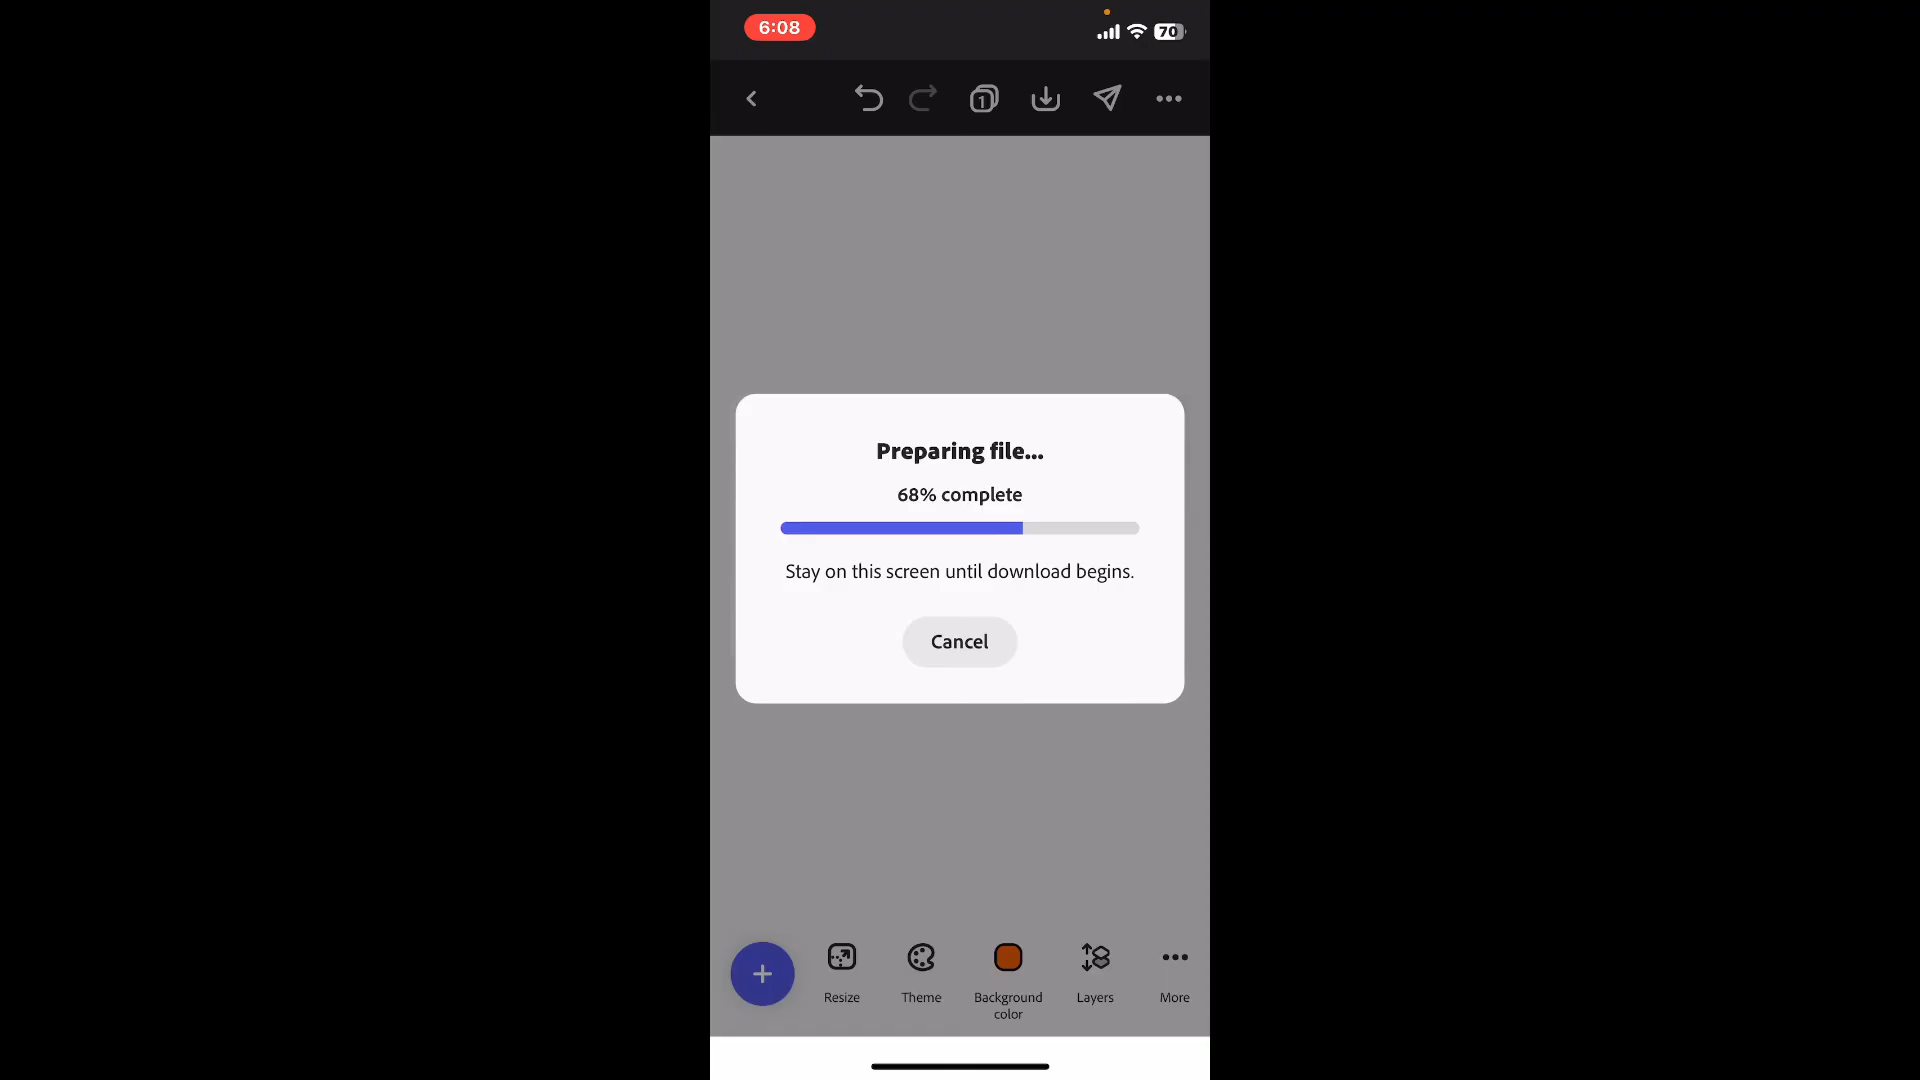 6:08
70
1
Preparing file...
68% complete
Stay on this screen until download begins.
Cancel
Resize
Theme
Background
color
Layers
More